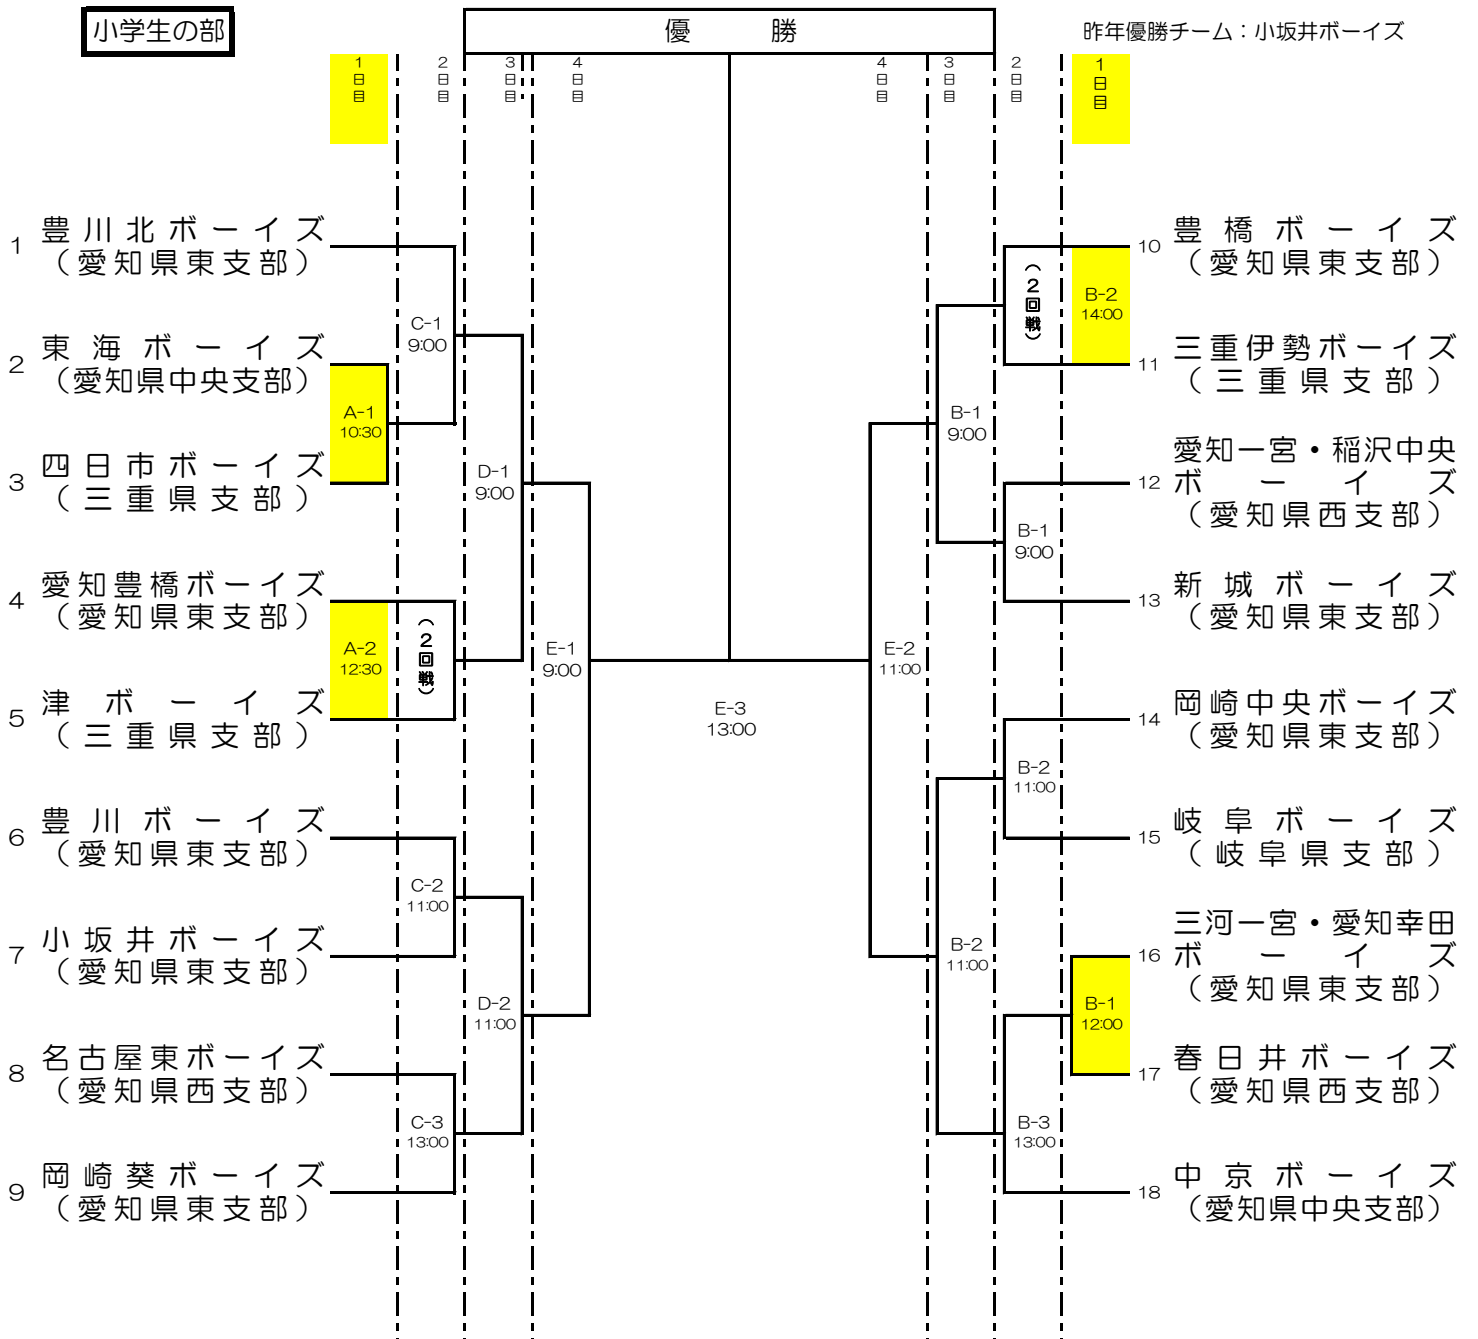 小学生の部
優勝
昨年優勝チーム：小坂井ボーイズ
1日目
2日目
3日目
4日目
4日目
3日目
2日目
1日目
1 豊川北ボーイズ
（愛知県東支部）
2 東海ボーイズ
（愛知県中央支部）
3 四日市ボーイズ
（三重県支部）
4 愛知豊橋ボーイズ
（愛知県東支部）
5 津ボーイズ
（三重県支部）
6 豊川ボーイズ
（愛知県東支部）
7 小坂井ボーイズ
（愛知県東支部）
8 名古屋東ボーイズ
（愛知県西支部）
9 岡崎葵ボーイズ
（愛知県東支部）
A-1
10:30
A-2
12:30
C-1
9:00
（2回戦）
C-2
11:00
C-3
13:00
D-1
9:00
D-2
11:00
E-1
9:00
E-3
13:00
E-2
11:00
B-1
9:00
B-2
11:00
（2回戦）
B-1
9:00
B-2
11:00
B-3
13:00
B-2
14:00
B-1
12:00
10 豊橋ボーイズ
（愛知県東支部）
11 三重伊勢ボーイズ
（三重県支部）
愛知一宮・稲沢中央
12 ボーイズ
（愛知県西支部）
13 新城ボーイズ
（愛知県東支部）
14 岡崎中央ボーイズ
（愛知県東支部）
15 岐阜ボーイズ
（岐阜県支部）
三河一宮・愛知幸田
16 ボーイズ
（愛知県東支部）
17 春日井ボーイズ
（愛知県西支部）
18 中京ボーイズ
（愛知県中央支部）